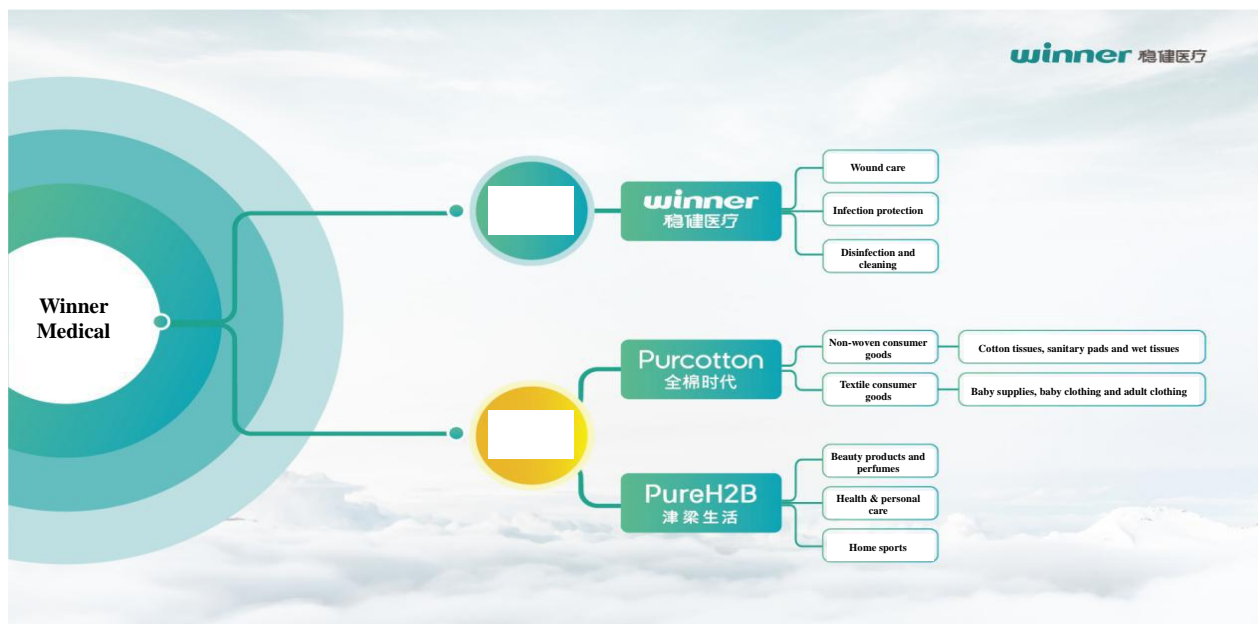 winner 稳健医疗
Winner
Medical
winner
稳健医疗
Wound care
Infection protection
Disinfection and
cleaning
Purcotton
全棉时代
Non-woven consumer
goods
Cotton tissues, sanitary pads and wet tissues
Textile consumer
goods
Baby supplies, baby clothing and adult clothing
PureH2B
津梁生活
Beauty products and
perfumes
Health & personal
care
Home sports